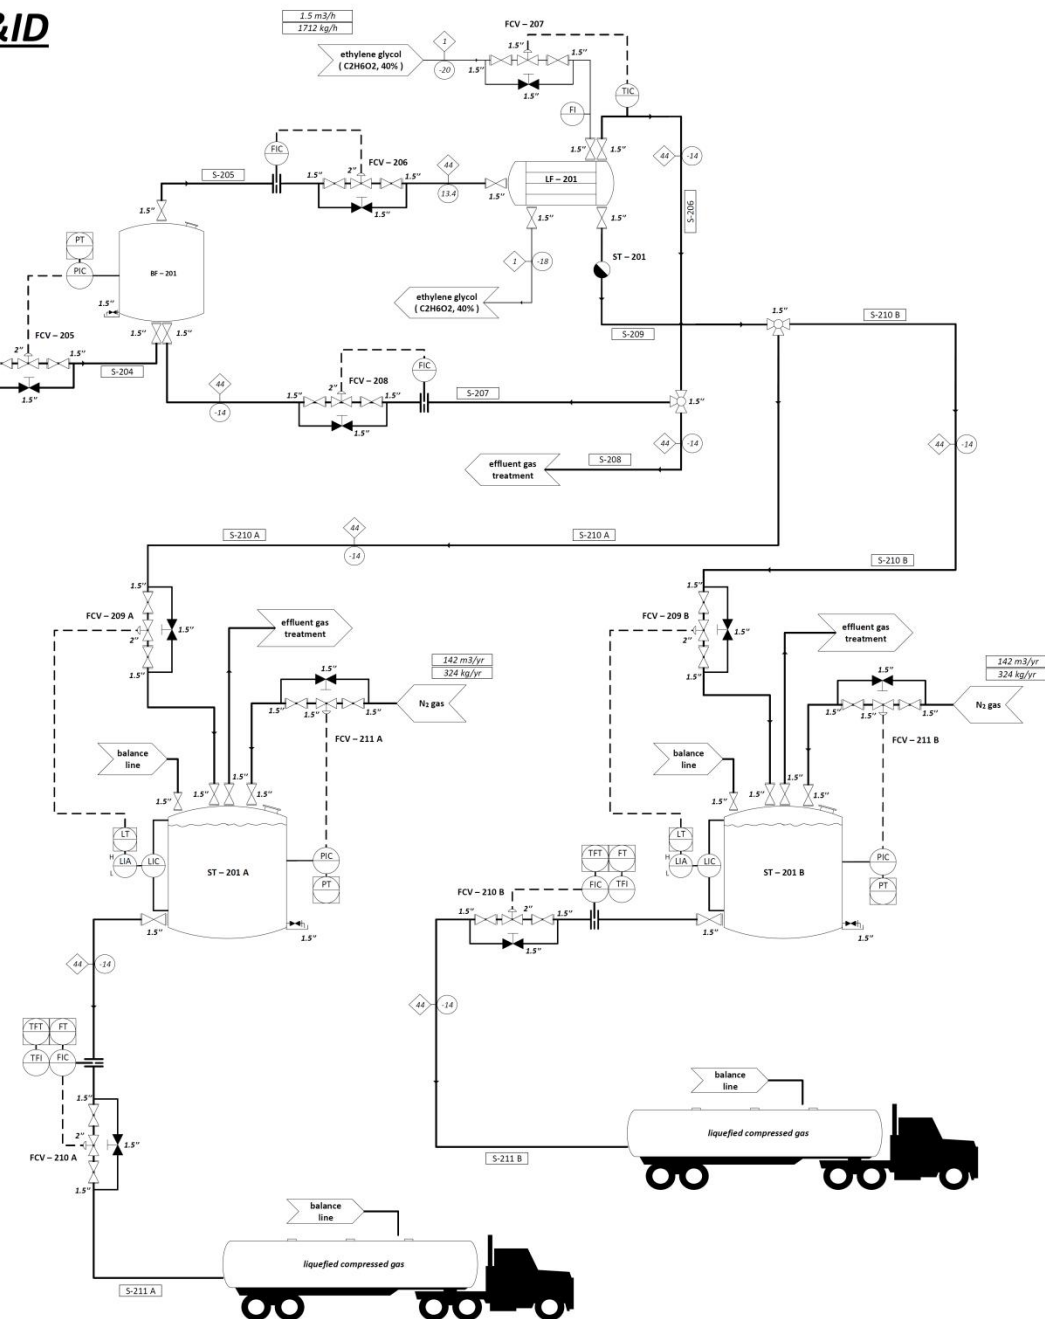 &ID
1.5 m3/h
1712 kg/h
FCV – 207
ethylene glycol
( C2H6O2, 40% )
1
-20
1.5’’
1.5’’
1.5’’
1.5’’
TIC
FI
1.5’’
1.5’’
44
-14
FIC
FCV – 206
S-205
1.5’’
2’’
1.5’’
44
13.4
1.5’’
1.5’’
LF – 201
S-206
1.5’’
1.5’’
1.5’’
PT
PIC
BF – 201
1
-18
ST – 201
1.5’’
ethylene glycol
( C2H6O2, 40% )
1.5’’
S-210 B
FCV – 205
1.5’’
1.5’’
S-209
2’’
1.5’’
S-204
1.5’’
FIC
FCV – 208
44
-14
1.5’’
2’’
1.5’’
1.5’’
S-207
1.5’’
44
-14
44
-14
effluent gas
treatment
S-208
S-210 A
44
-14
S-210 A
S-210 B
1.5’’
FCV – 209 A
2’’
1.5’’
1.5’’
effluent gas
treatment
142 m3/yr
324 kg/yr
1.5’’
1.5’’
1.5’’
1.5’’
N2 gas
FCV – 211 A
1.5’’
FCV – 209 B
2’’
1.5’’
1.5’’
effluent gas
treatment
142 m3/yr
324 kg/yr
1.5’’
1.5’’
1.5’’
1.5’’
N2 gas
FCV – 211 B
balance
line
1.5’’
1.5’’
1.5’’
1.5’’
balance
line
1.5’’
1.5’’
1.5’’
1.5’’
LT
H
LIA
L
LIC
ST – 201 A
PIC
PT
1.5’’
1.5’’
LT
H
LIA
L
LIC
ST – 201 B
PIC
PT
1.5’’
1.5’’
TFT
FT
FIC
TFI
FCV – 210 B
1.5’’
2’’
1.5’’
1.5’’
44
-14
44
-14
TFT
FT
TFI
FIC
1.5’’
2’’
1.5’’
FCV – 210 A
1.5’’
balance
line
liquefied compressed gas
S-211 B
balance
line
liquefied compressed gas
S-211 A